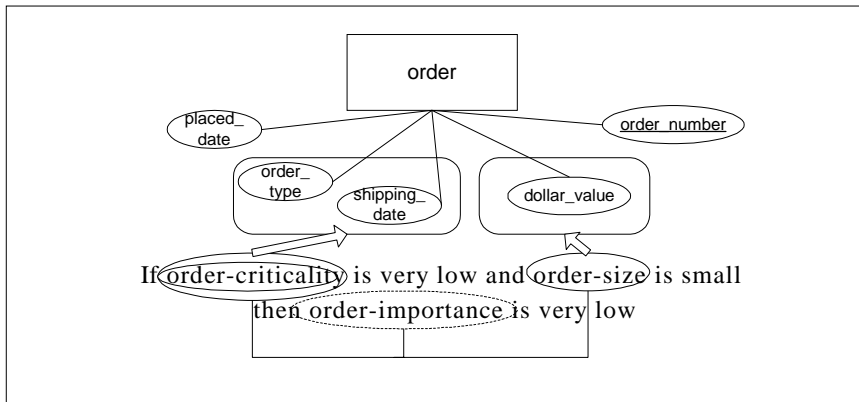 order
placed_
date
order_number
order_
type
shipping_
date
dollar_value
If order-criticality is very low and order-size is small
then order-importance is very low